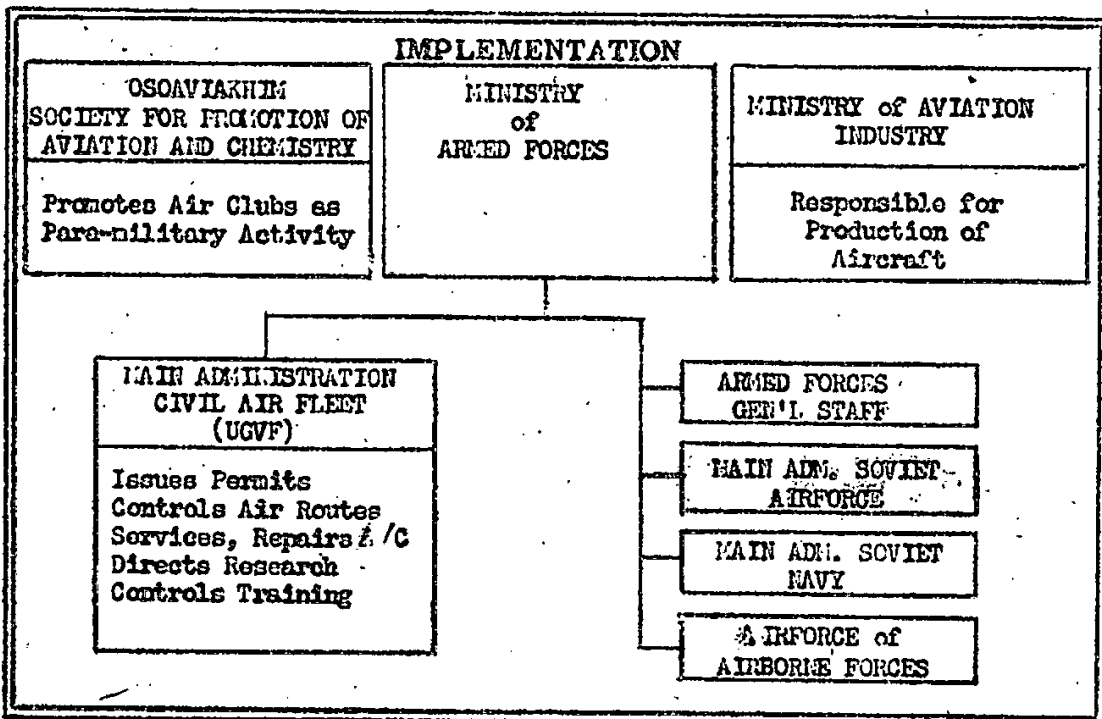 IMPLEMENTATION
OSOAVIAKHIM
SOCIETY FOR PROMOTION OF
AVIATION AND CHEMISTRY
Promotes Air Clubs as
Para-military Activity
MINISTRY
of
ARMED FORCES
MINISTRY of AVIATION
INDUSTRY
Responsible for
Production of
Aircraft
MAIN ADMINISTRATION
CIVIL AIR FLEET
(UGVF)
Issues Permits
Controls Air Routes
Services, Repairs A/C
Directs Research
Controls Training
ARMED FORCES
GEN'L STAFF
MAIN ADM. SOVIET
AIRFORCE
MAIN ADM. SOVIET
NAVY
AIRFORCE of
AIRBORNE FORCES